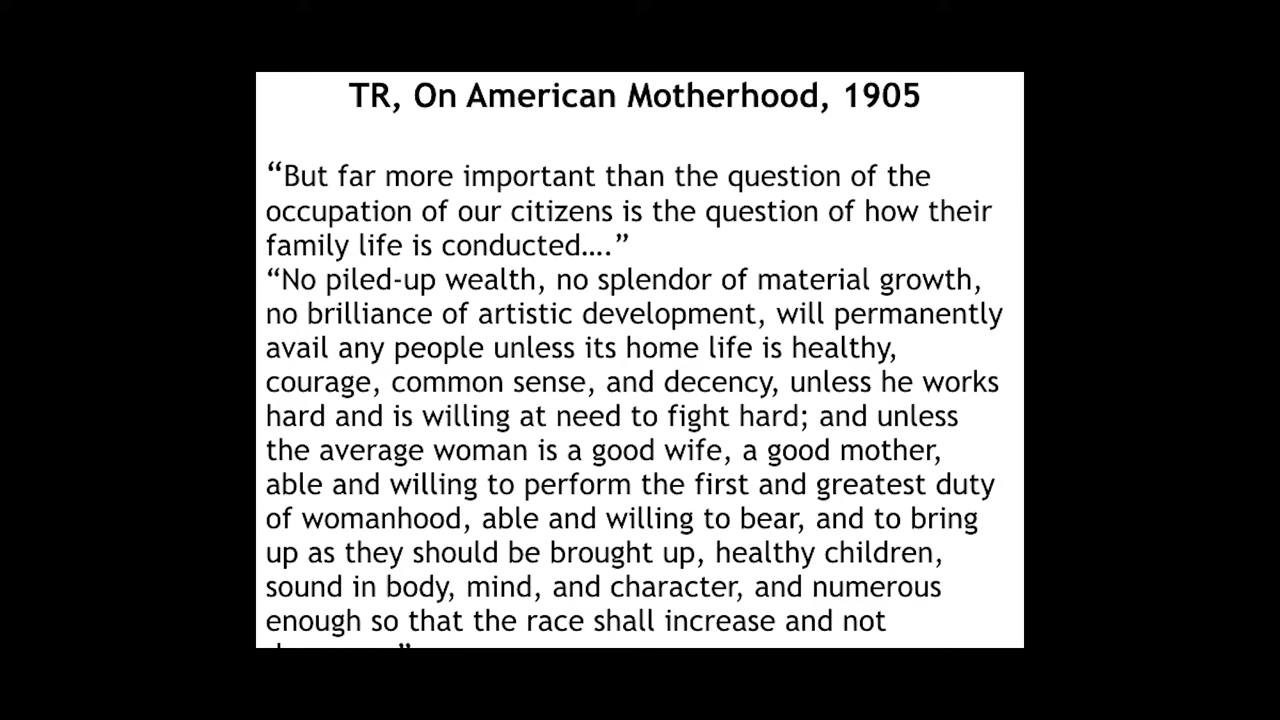 TR, On American Motherhood, 1905
“But far more important than the question of the
occupation of our citizens is the question of how their
family life is conducted….”
“No piled-up wealth, no splendor of material growth,
no brilliance of artistic development, will permanently
avail any people unless its home life is healthy,
courage, common sense, and decency, unless he works
hard and is willing at need to fight hard; and unless
the average woman is a good wife, a good mother,
able and willing to perform the first and greatest duty
of womanhood, able and willing to bear, and to bring
up as they should be brought up, healthy children,
sound in body, mind, and character, and numerous
enough so that the race shall increase and not